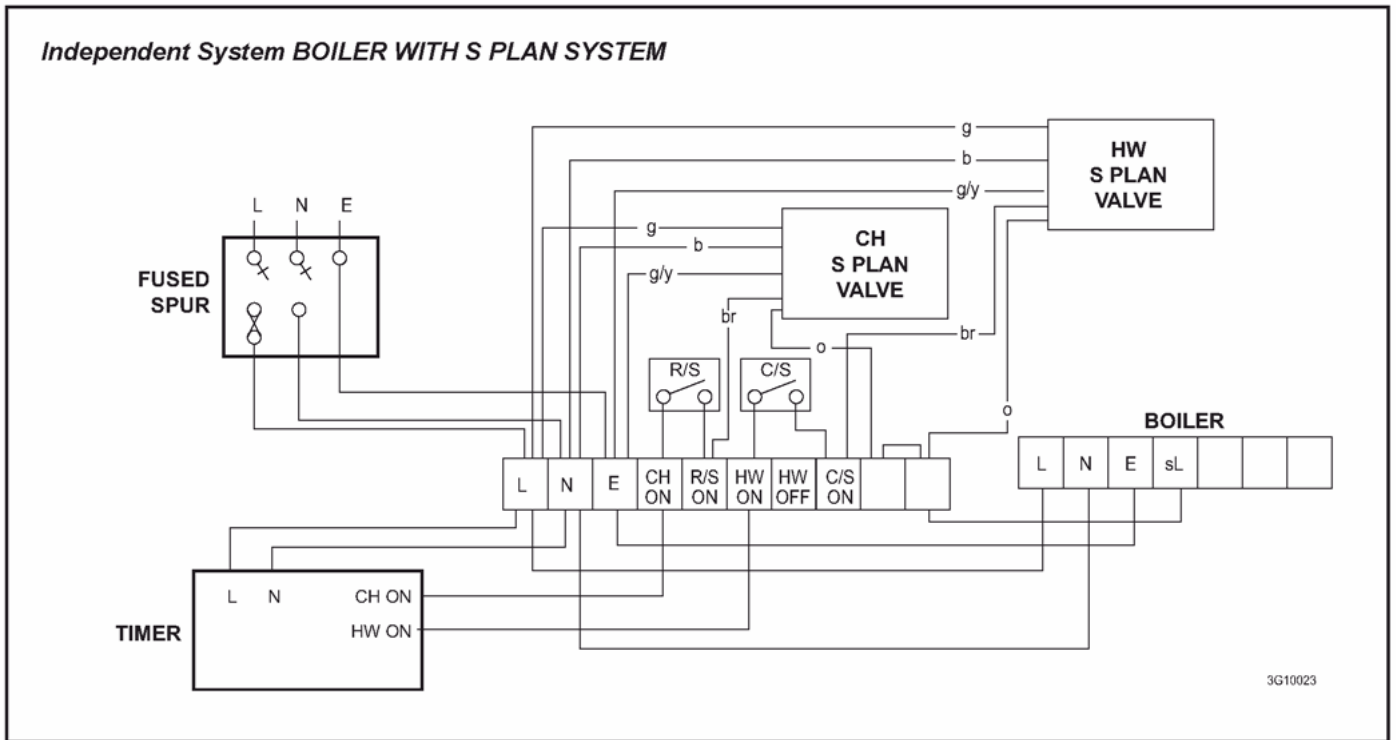 Independent System BOILER WITH S PLAN SYSTEM
g
HW
S PLAN
VALVE
b
g/y
L N E
FUSED
SPUR
g
b
g/y
CH
S PLAN
VALVE
br
br
o
R/S
C/S
o
BOILER
L N E sL
L
N
E
CH
ON
R/S
ON
HW
ON
HW
OFF
C/S
ON
TIMER
L N CH ON
HW ON
3G10023